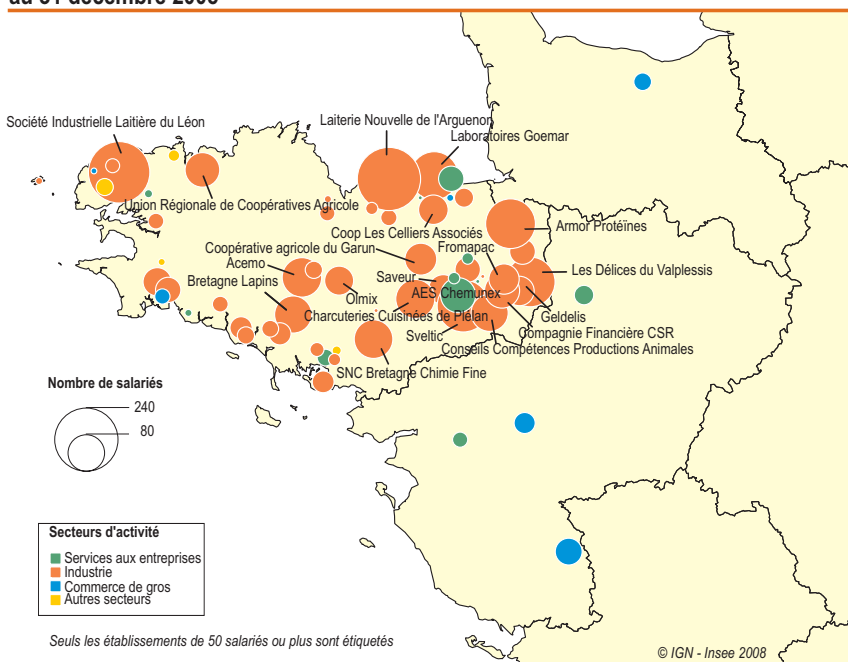 Société Industrielle Laitière du Léon
Laiterie Nouvelle de l'Arguenon
Laboratoires Goemar
Union Régionale de Coopératives Agricole
Coop Les Celliers Associés
Armor Protéïnes
Coopérative agricole du Garun
Fromapac
Acemo
Saveur
Les Délices du Valplessis
Bretagne Lapins
AES Chemunex
Olmix
Geldelis
Charcuteries Cuisinées de Plélan
Compagnie Financière CSR
Sveltic
Conseils Compétences Productions Animales
SNC Bretagne Chimie Fine
Nombre de salariés
240
80
Secteurs d'activité
Services aux entreprises
Industrie
Commerce de gros
Autres secteurs
Seuls les établissements de 50 salariés ou plus sont étiquetés
© IGN - Insee 2008